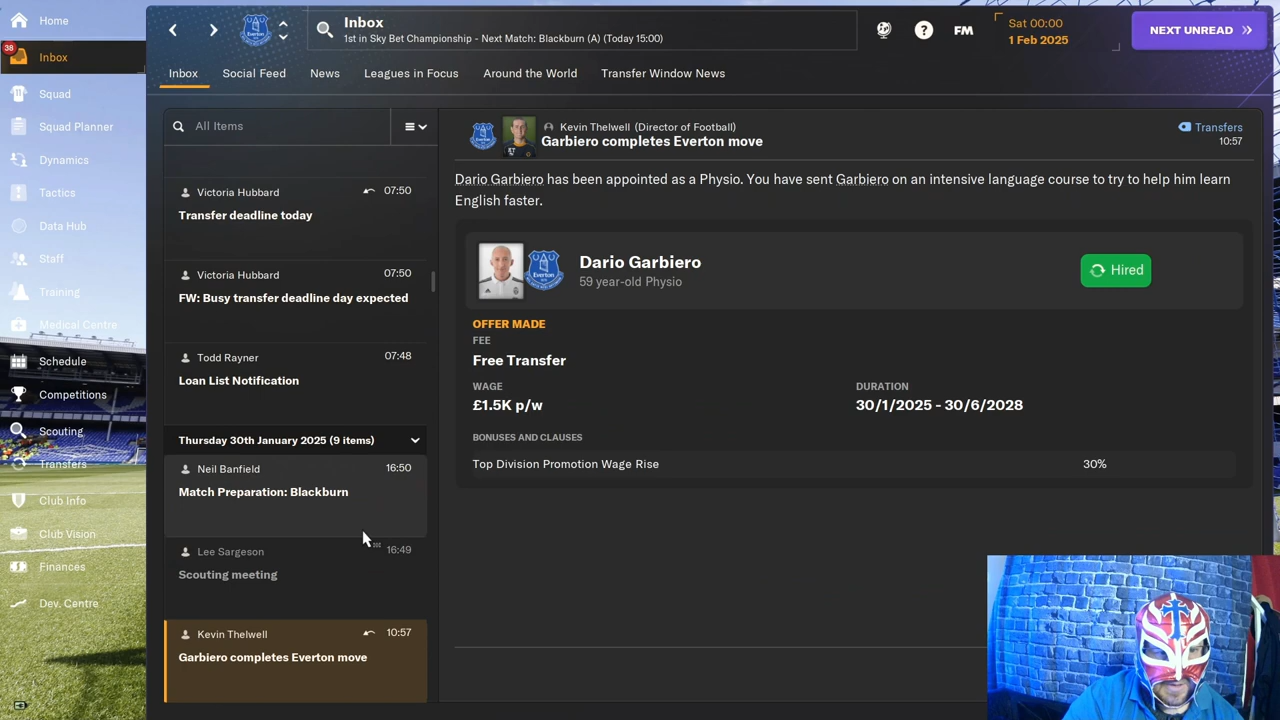 Home
38
Inbox
Squad
Squad Planner
Dynamics
Tactics
Data Hub
Staff
Training
Medical Centre
Schedule
Competitions
Scouting
Transfers
Club Info
Club Vision
Finances
Dev. Centre
Everton
Inbox
1st in Sky Bet Championship - Next Match: Blackburn (A) (Today 15:00)
?
FM
Sat 00:00
1 Feb 2025
NEXT UNREAD
Inbox
Social Feed
News
Leagues in Focus
Around the World
Transfer Window News
All Items
Victoria Hubbard 07:50
Transfer deadline today
Victoria Hubbard 07:50
FW: Busy transfer deadline day expected
Todd Rayner 07:48
Loan List Notification
Thursday 30th January 2025 (9 items)
Neil Banfield 16:50
Match Preparation: Blackburn
Lee Sargeson 16:49
Scouting meeting
Kevin Thelwell 10:57
Garbiero completes Everton move
Kevin Thelwell (Director of Football)
Garbiero completes Everton move
Transfers
10:57
Dario Garbiero has been appointed as a Physio. You have sent Garbiero on an intensive language course to try to help him learn
English faster.
Everton
Dario Garbiero
59 year-old Physio
Hired
OFFER MADE
FEE
Free Transfer
WAGE
£1.5K p/w
DURATION
30/1/2025 - 30/6/2028
BONUSES AND CLAUSES
Top Division Promotion Wage Rise 30%